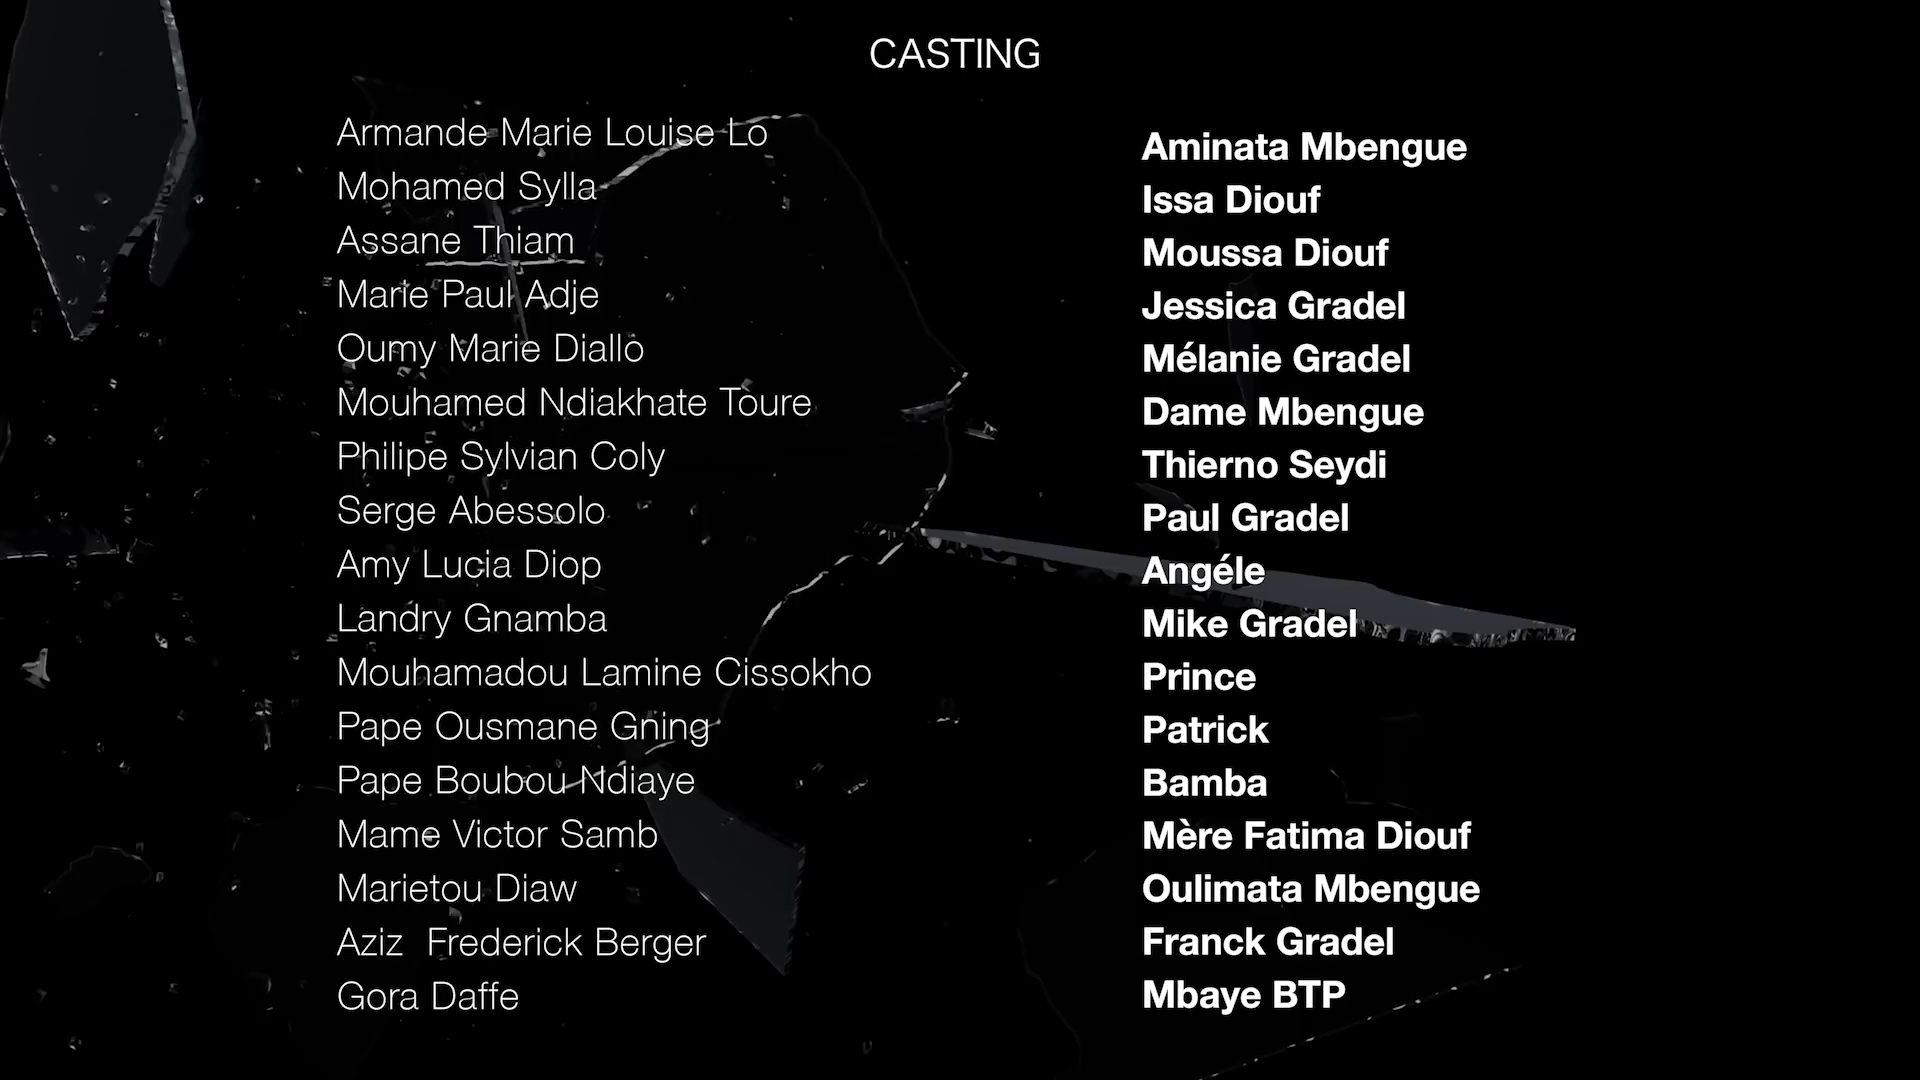 CASTING
Armande Marie Louise Lo Aminata Mbengue
Mohamed Sylla Issa Diouf
Assane Thiam Moussa Diouf
Marie Paul Adje Jessica Gradel
Oumy Marie Diallo Mélanie Gradel
Mouhamed Ndiakhate Toure Dame Mbengue
Philipe Sylvian Coly Thierno Seydi
Serge Abessolo Paul Gradel
Amy Lucia Diop Angéle
Landry Gnamba Mike Gradel
Mouhamadou Lamine Cissokho Prince
Pape Ousmane Gning Patrick
Pape Boubou Ndiaye Bamba
Mame Victor Samb Mère Fatima Diouf
Marietou Diaw Oulimata Mbengue
Aziz Frederick Berger Franck Gradel
Gora Daffe Mbaye BTP